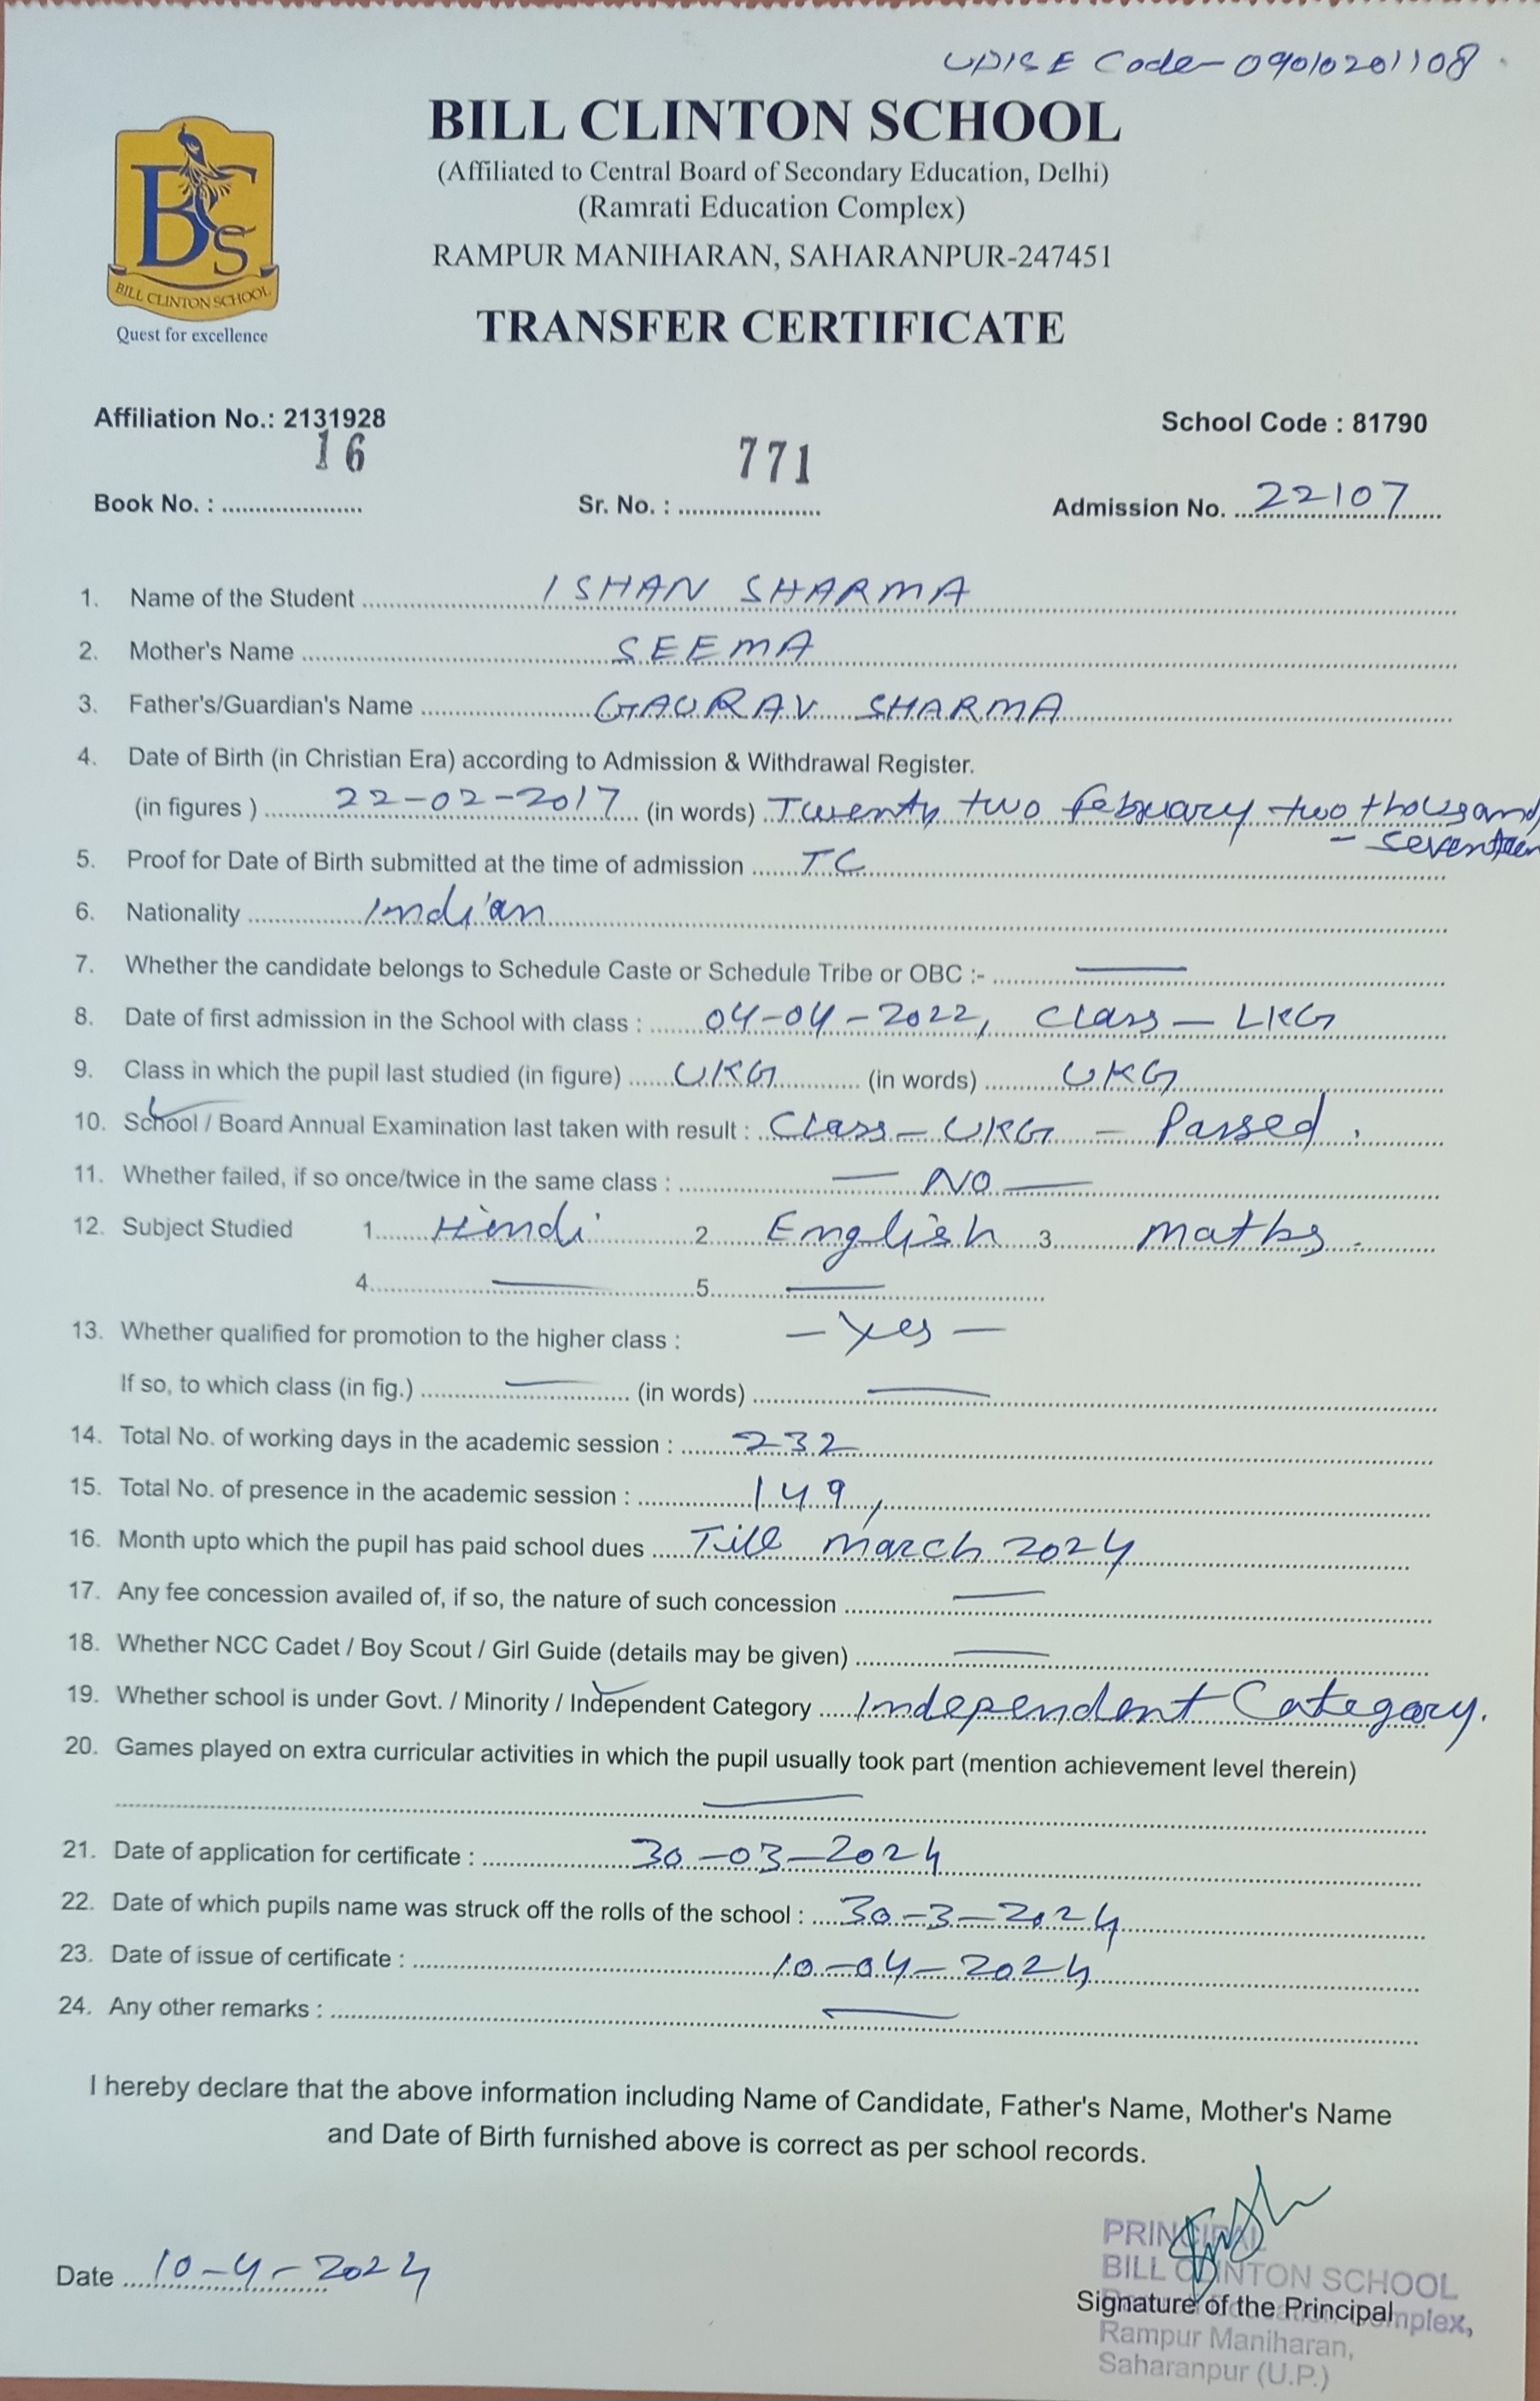 UDISE Code-09010201108
BILL CLINTON SCHOOL
(Affiliated to Central Board of Secondary Education, Delhi)
(Ramrati Education Complex)
RAMPUR MANIHARAN, SAHARANPUR-247451
BCS
BILL CLINTON SCHOOL
Quest for excellence
TRANSFER CERTIFICATE
Affiliation No.: 2131928 School Code : 81790
Book No. : 16 Sr. No. : 771 Admission No. 22107
1. Name of the Student ISHAN SHARMA
2. Mother's Name SEEMA
3. Father's/Guardian's Name GAURAV SHARMA
4. Date of Birth (in Christian Era) according to Admission & Withdrawal Register.
(in figures ) 22-02-2017 (in words) Twenty two february two thousand
- seventeen
5. Proof for Date of Birth submitted at the time of admission TC
6. Nationality Indian
7. Whether the candidate belongs to Schedule Caste or Schedule Tribe or OBC :- —
8. Date of first admission in the School with class : 04-04-2022, Class - LKG
9. Class in which the pupil last studied (in figure) UKG (in words) UKG
10. School / Board Annual Examination last taken with result : Class - UKG - Passed.
11. Whether failed, if so once/twice in the same class : — NO —
12. Subject Studied 1. Hindi 2. English 3. maths.
4. — 5. —
13. Whether qualified for promotion to the higher class : - Yes -
If so, to which class (in fig.) — (in words) —
14. Total No. of working days in the academic session : 232
15. Total No. of presence in the academic session : 149,
16. Month upto which the pupil has paid school dues Till march 2024
17. Any fee concession availed of, if so, the nature of such concession —
18. Whether NCC Cadet / Boy Scout / Girl Guide (details may be given) —
19. Whether school is under Govt. / Minority / Independent Category Independent Category.
20. Games played on extra curricular activities in which the pupil usually took part (mention achievement level therein)
—
21. Date of application for certificate : 30-03-2024
22. Date of which pupils name was struck off the rolls of the school : 30-3-2024
23. Date of issue of certificate : 10-04-2024
24. Any other remarks : —
I hereby declare that the above information including Name of Candidate, Father's Name, Mother's Name
and Date of Birth furnished above is correct as per school records.
Date 10-4-2024
PRINCIPAL
BILL CLINTON SCHOOL
Signature of the Principal
Complex,
Rampur Maniharan,
Saharanpur (U.P.)